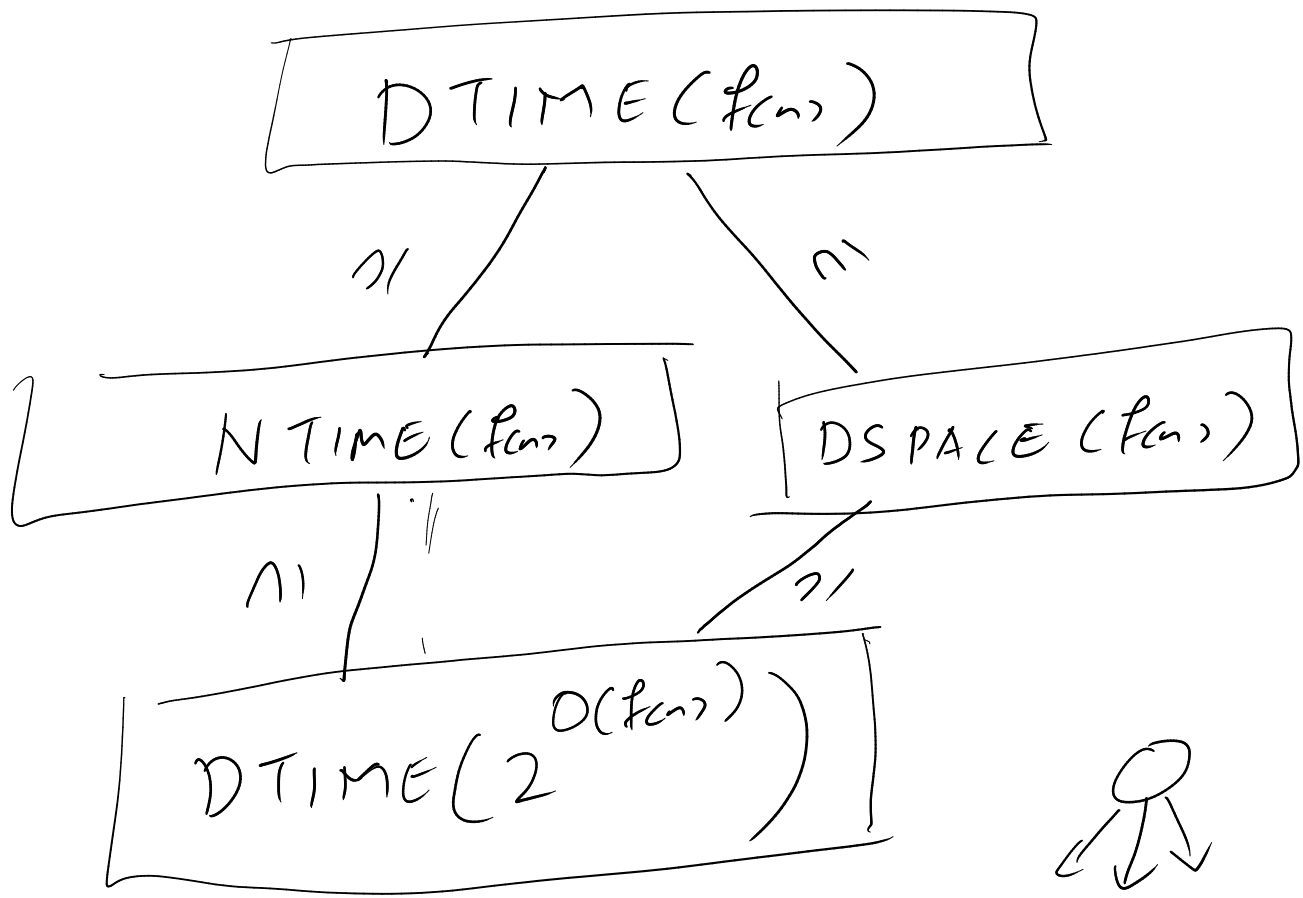 DTIME(f(n))
⊆ ⊆
NTIME(f(n)) DSPACE(f(n))
⊆ ⊆
DTIME(2^O(f(n)))